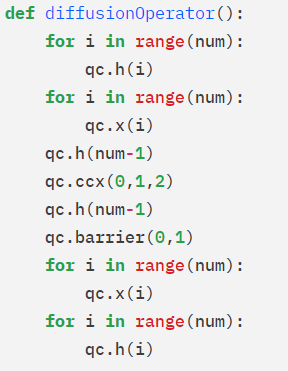 def diffusionOperator():
    for i in range(num):
        qc.h(i)
    for i in range(num):
        qc.x(i)
    qc.h(num-1)
    qc.ccx(0,1,2)
    qc.h(num-1)
    qc.barrier(0,1)
    for i in range(num):
        qc.x(i)
    for i in range(num):
        qc.h(i)